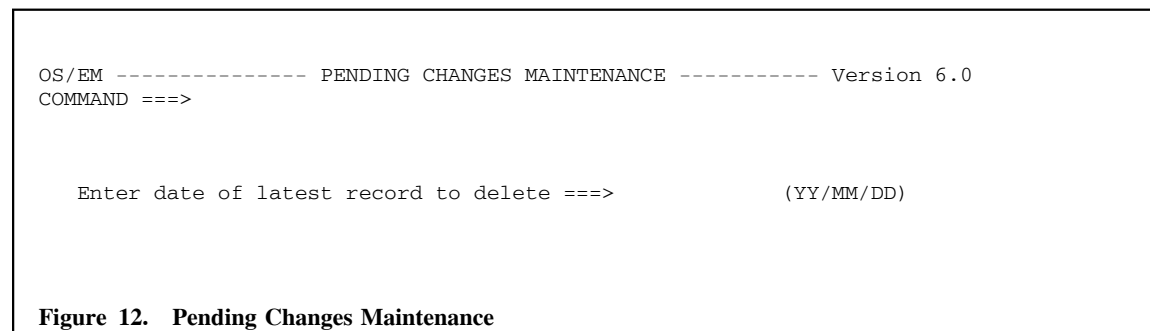 OS/EM --------------- PENDING CHANGES MAINTENANCE ----------- Version 6.0
COMMAND ===>
Enter date of latest record to delete ===> (YY/MM/DD)
Figure 12. Pending Changes Maintenance